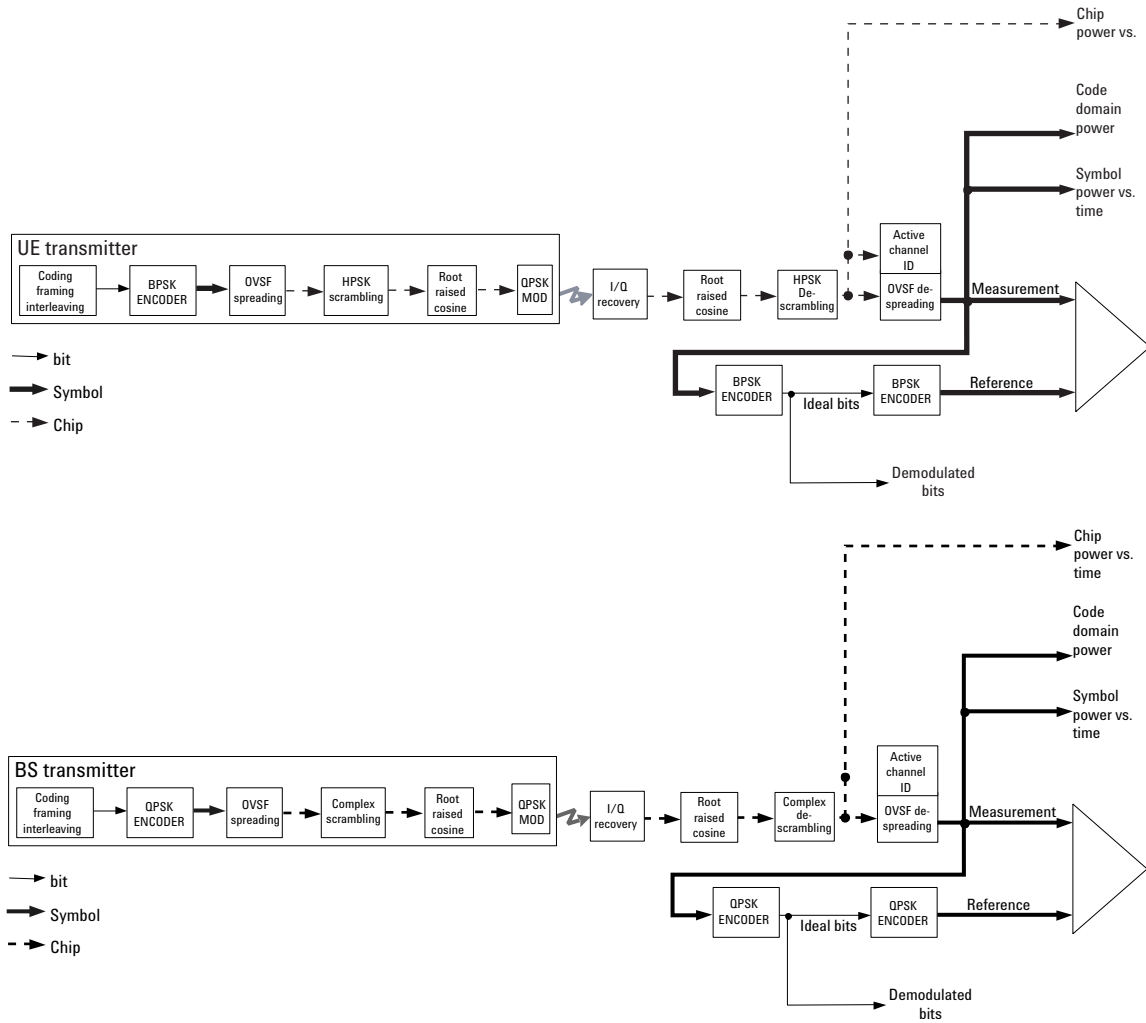 Chip
power vs.
Code
domain
power
Symbol
power vs.
time
UE transmitter
Coding
framing
interleaving
BPSK
ENCODER
OVSF
spreading
HPSK
scrambling
Root
raised
cosine
QPSK
MOD
I/Q
recovery
Root
raised
cosine
HPSK
De-
scrambling
Active
channel
ID
OVSF de-
spreading
Measurement
bit
Symbol
Chip
BPSK
ENCODER
Ideal bits
BPSK
ENCODER
Reference
Demodulated
bits
Chip
power vs.
time
Code
domain
power
Symbol
power vs.
time
BS transmitter
Coding
framing
interleaving
QPSK
ENCODER
OVSF
spreading
Complex
scrambling
Root
raised
cosine
QPSK
MOD
I/Q
recovery
Root
raised
cosine
Complex
de-
scrambling
Active
channel
ID
OVSF de-
spreading
Measurement
bit
Symbol
Chip
QPSK
ENCODER
Ideal bits
QPSK
ENCODER
Reference
Demodulated
bits